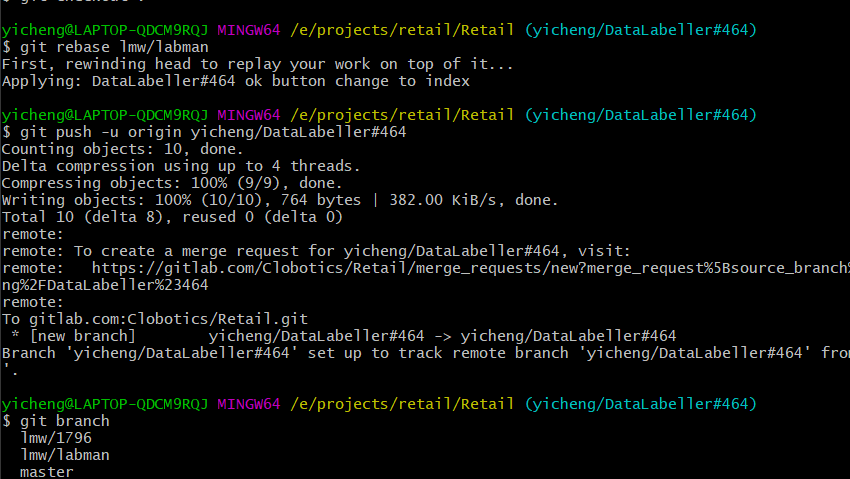 yicheng@LAPTOP-QDCM9RQJ MINGW64 /e/projects/retail/Retail (yicheng/DataLabeller#464)
$ git rebase lmw/labman
First, rewinding head to replay your work on top of it...
Applying: DataLabeller#464 ok button change to index
yicheng@LAPTOP-QDCM9RQJ MINGW64 /e/projects/retail/Retail (yicheng/DataLabeller#464)
$ git push -u origin yicheng/DataLabeller#464
Counting objects: 10, done.
Delta compression using up to 4 threads.
Compressing objects: 100% (9/9), done.
Writing objects: 100% (10/10), 764 bytes | 382.00 KiB/s, done.
Total 10 (delta 8), reused 0 (delta 0)
remote:
remote: To create a merge request for yicheng/DataLabeller#464, visit:
remote:   https://gitlab.com/Clobotics/Retail/merge_requests/new?merge_request%5Bsource_branch%
ng%2FDataLabeller%23464
remote:
To gitlab.com:Clobotics/Retail.git
 * [new branch]        yicheng/DataLabeller#464 -> yicheng/DataLabeller#464
Branch 'yicheng/DataLabeller#464' set up to track remote branch 'yicheng/DataLabeller#464' fro
'.
yicheng@LAPTOP-QDCM9RQJ MINGW64 /e/projects/retail/Retail (yicheng/DataLabeller#464)
$ git branch
  lmw/1796
  lmw/labman
  master